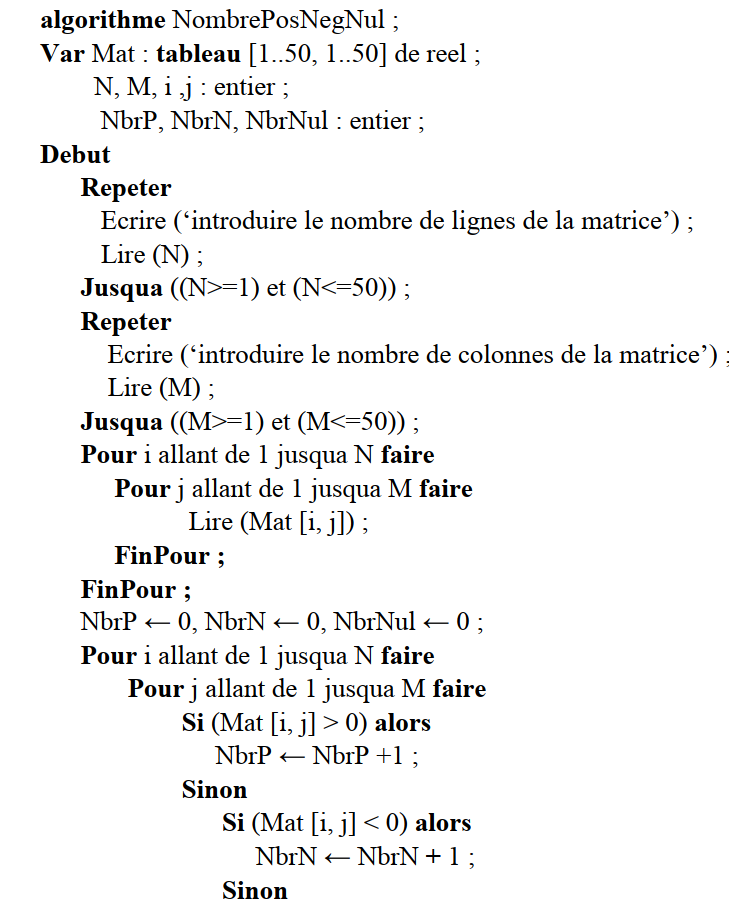 algorithme NombrePosNegNul ;
Var Mat : tableau [1..50, 1..50] de reel ;
N, M, i ,j : entier ;
NbrP, NbrN, NbrNul : entier ;
Debut
Repeter
Ecrire (‘introduire le nombre de lignes de la matrice’) ;
Lire (N) ;
Jusqua ((N>=1) et (N<=50)) ;
Repeter
Ecrire (‘introduire le nombre de colonnes de la matrice’) ;
Lire (M) ;
Jusqua ((M>=1) et (M<=50)) ;
Pour i allant de 1 jusqua N faire
Pour j allant de 1 jusqua M faire
Lire (Mat [i, j]) ;
FinPour ;
FinPour ;
NbrP ← 0, NbrN ← 0, NbrNul ← 0 ;
Pour i allant de 1 jusqua N faire
Pour j allant de 1 jusqua M faire
Si (Mat [i, j] > 0) alors
NbrP ← NbrP +1 ;
Sinon
Si (Mat [i, j] < 0) alors
NbrN ← NbrN + 1 ;
Sinon